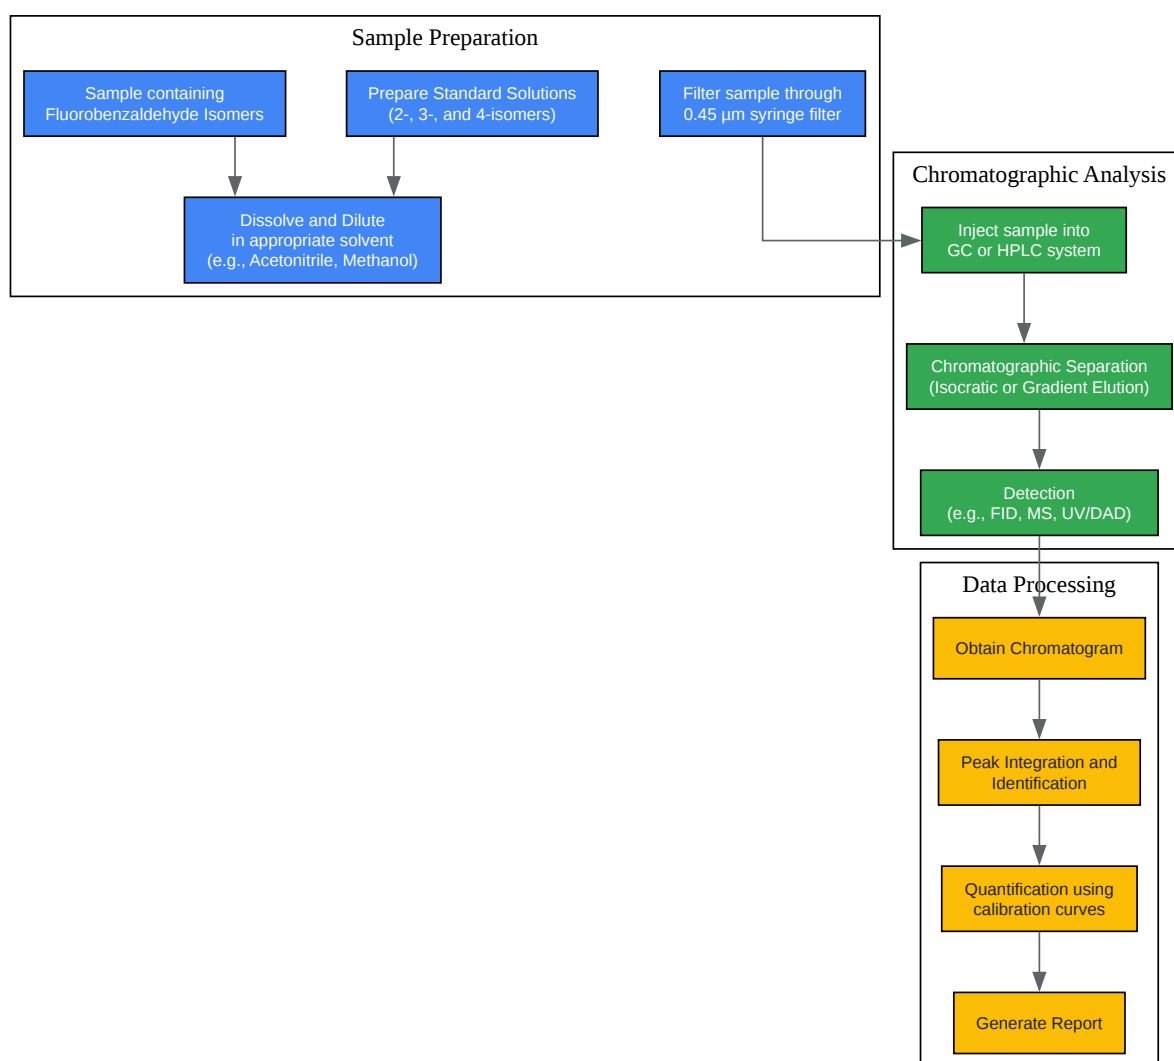 Sample Preparation
Sample containing
Fluorobenzaldehyde Isomers
Prepare Standard Solutions
(2-, 3-, and 4-isomers)
Filter sample through
0.45 µm syringe filter
Dissolve and Dilute
in appropriate solvent
(e.g., Acetonitrile, Methanol)
Chromatographic Analysis
Inject sample into
GC or HPLC system
Chromatographic Separation
(Isocratic or Gradient Elution)
Detection
(e.g., FID, MS, UV/DAD)
Data Processing
Obtain Chromatogram
Peak Integration and
Identification
Quantification using
calibration curves
Generate Report